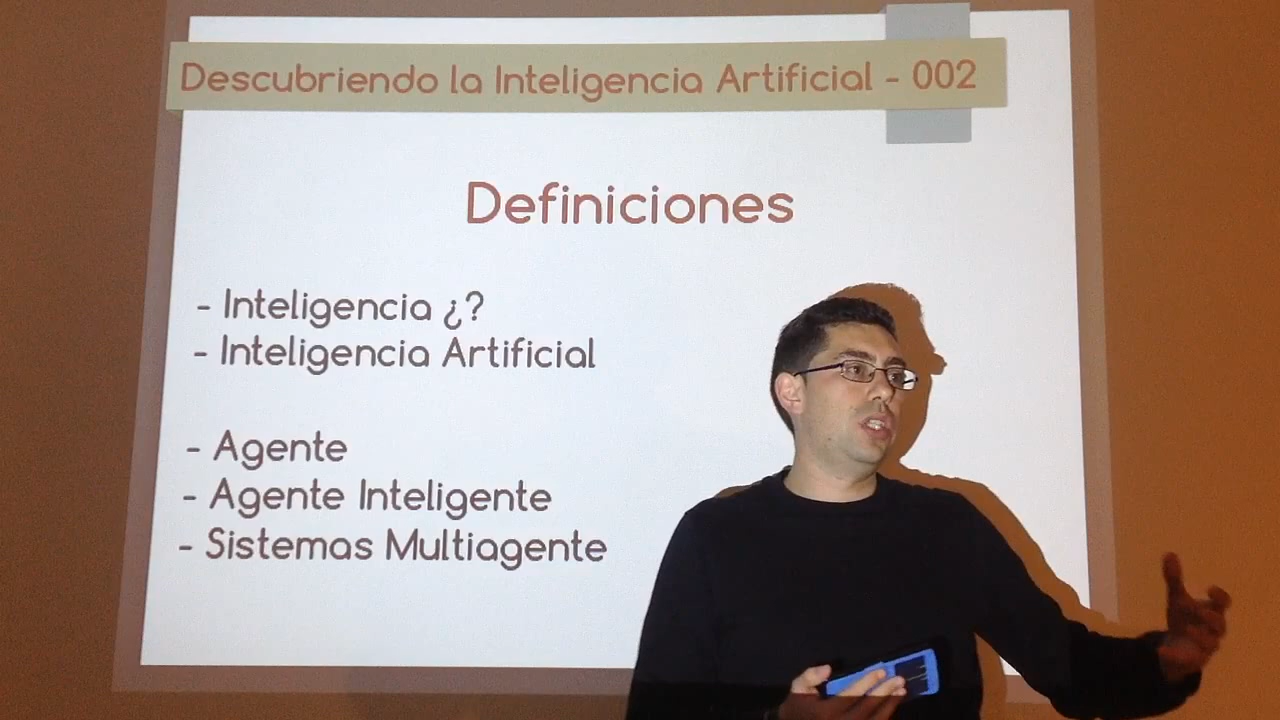 Descubriendo la Inteligencia Artificial - 002
Definiciones
- Inteligencia ¿?
- Inteligencia Artificial
- Agente
- Agente Inteligente
- Sistemas Multiagente